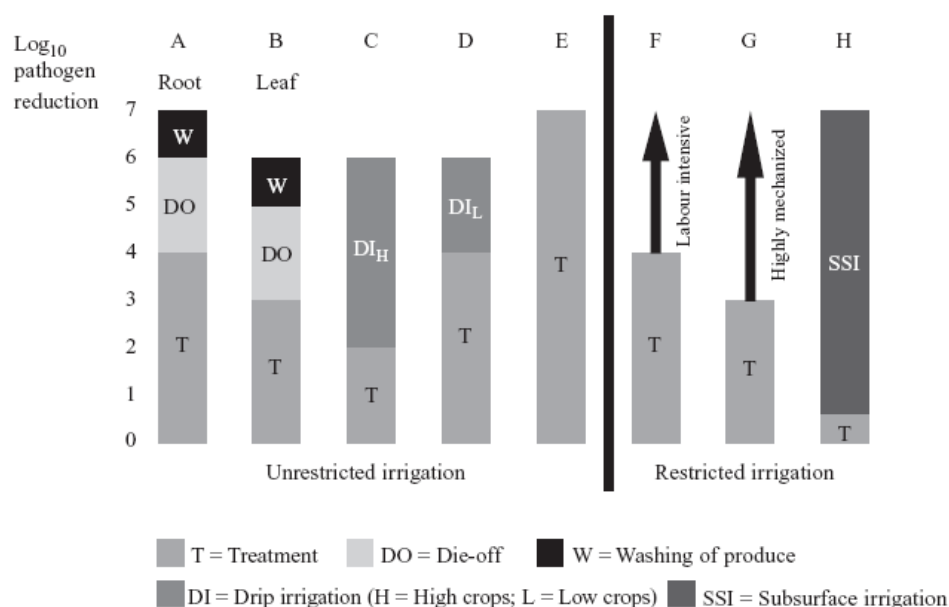 Log10 pathogen reduction
A B C D E F G H
Root Leaf
7
6
5
4
3
2
1
0
W
DO
T
W
DO
T
DIH
T
DIL
T
T
Labour intensive
T
Highly mechanized
T
SSI
T
Unrestricted irrigation Restricted irrigation
T = Treatment DO = Die-off W = Washing of produce
DI = Drip irrigation (H = High crops; L = Low crops) SSI = Subsurface irrigation